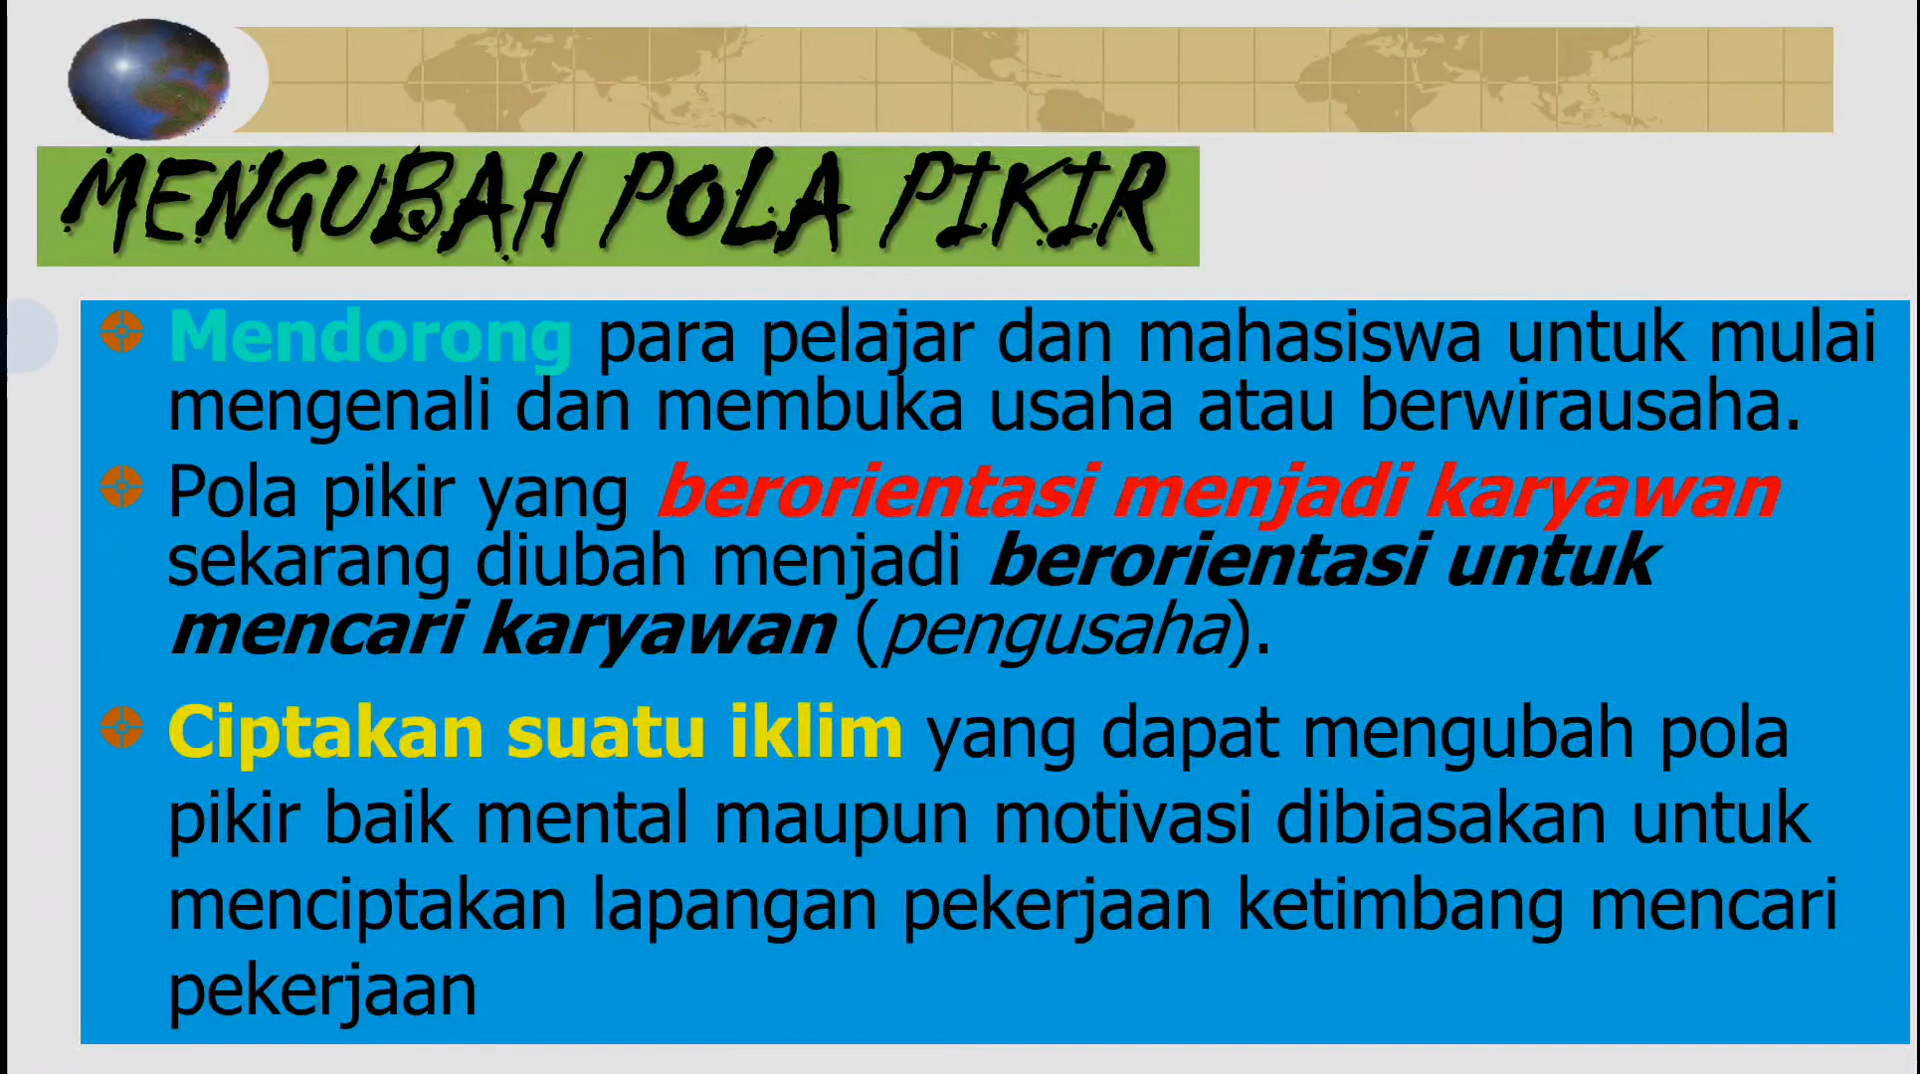 MENGUBAH POLA PIKIR
Mendorong para pelajar dan mahasiswa untuk mulai
mengenali dan membuka usaha atau berwirausaha.
Pola pikir yang berorientasi menjadi karyawan
sekarang diubah menjadi berorientasi untuk
mencari karyawan (pengusaha).
Ciptakan suatu iklim yang dapat mengubah pola
pikir baik mental maupun motivasi dibiasakan untuk
menciptakan lapangan pekerjaan ketimbang mencari
pekerjaan